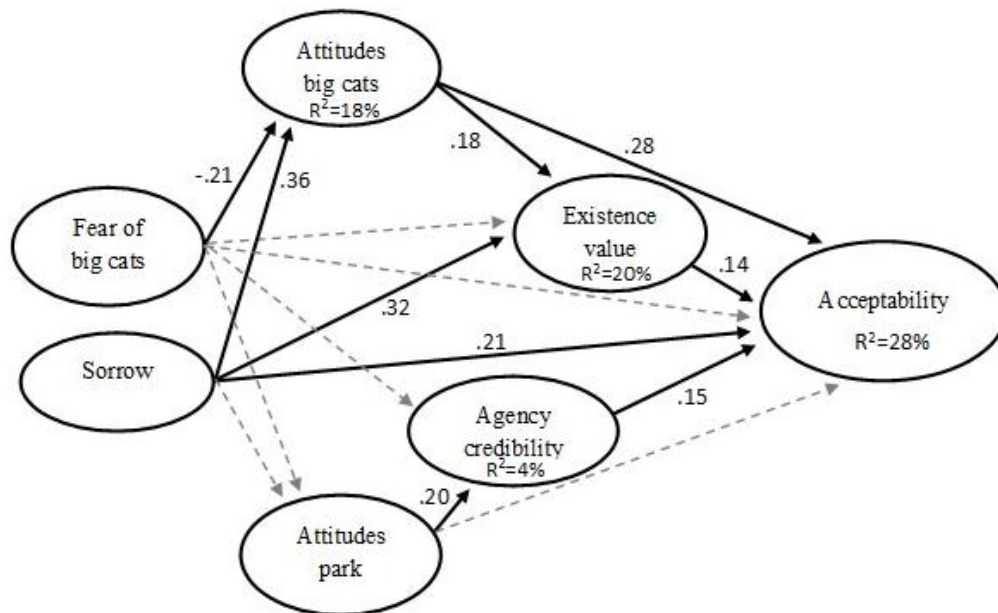 Attitudes
big cats
R²=18%
.18
.28
-.21
.36
Fear of
big cats
Existence
value
R²=20%
.14
Acceptability
R²=28%
.32
.21
Sorrow
.15
Agency
credibility
R²=4%
.20
Attitudes
park